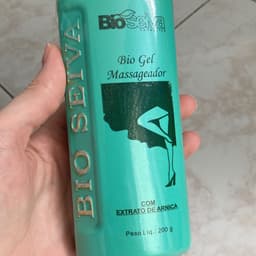 BioSeiva
BIO SEIVA
Bio Gel
Massageador
COM
EXTRATO DE ARNICA
Peso Líq.: 200 g